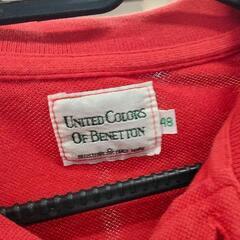 UNITED COLORS
OF BENETTON
48